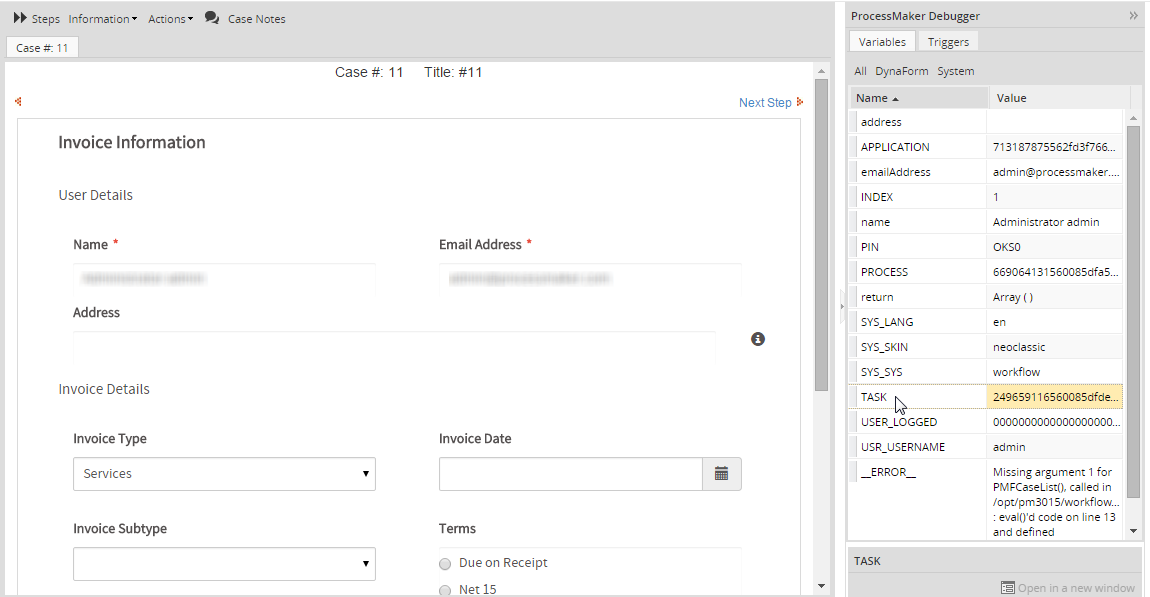 Steps Information Actions Case Notes
Case #: 11
Case #: 11 Title: #11
Next Step
Invoice Information
User Details
Name * Email Address *
Address
Invoice Details
Invoice Type Invoice Date
Services
Invoice Subtype Terms
Due on Receipt
Net 15
ProcessMaker Debugger
Variables Triggers
All DynaForm System
Name Value
address
APPLICATION 713187875562fd3f766...
emailAddress admin@processmaker....
INDEX 1
name Administrator admin
PIN OKS0
PROCESS 669064131560085dfa5...
return Array ( )
SYS_LANG en
SYS_SKIN neoclassic
SYS_SYS workflow
TASK 249659116560085dfde...
USER_LOGGED 0000000000000000000...
USR_USERNAME admin
__ERROR__ Missing argument 1 for
PMFCaseList(), called in
/opt/pm3015/workflow...
: eval()'d code on line 13
and defined
TASK
Open in a new window